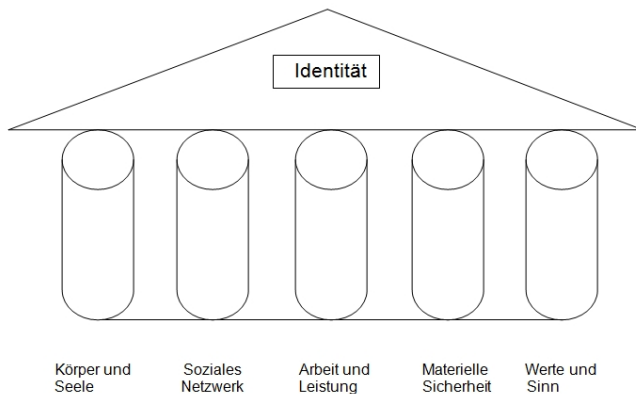 Identität
Körper und
Seele
Soziales
Netzwerk
Arbeit und
Leistung
Materielle
Sicherheit
Werte und
Sinn